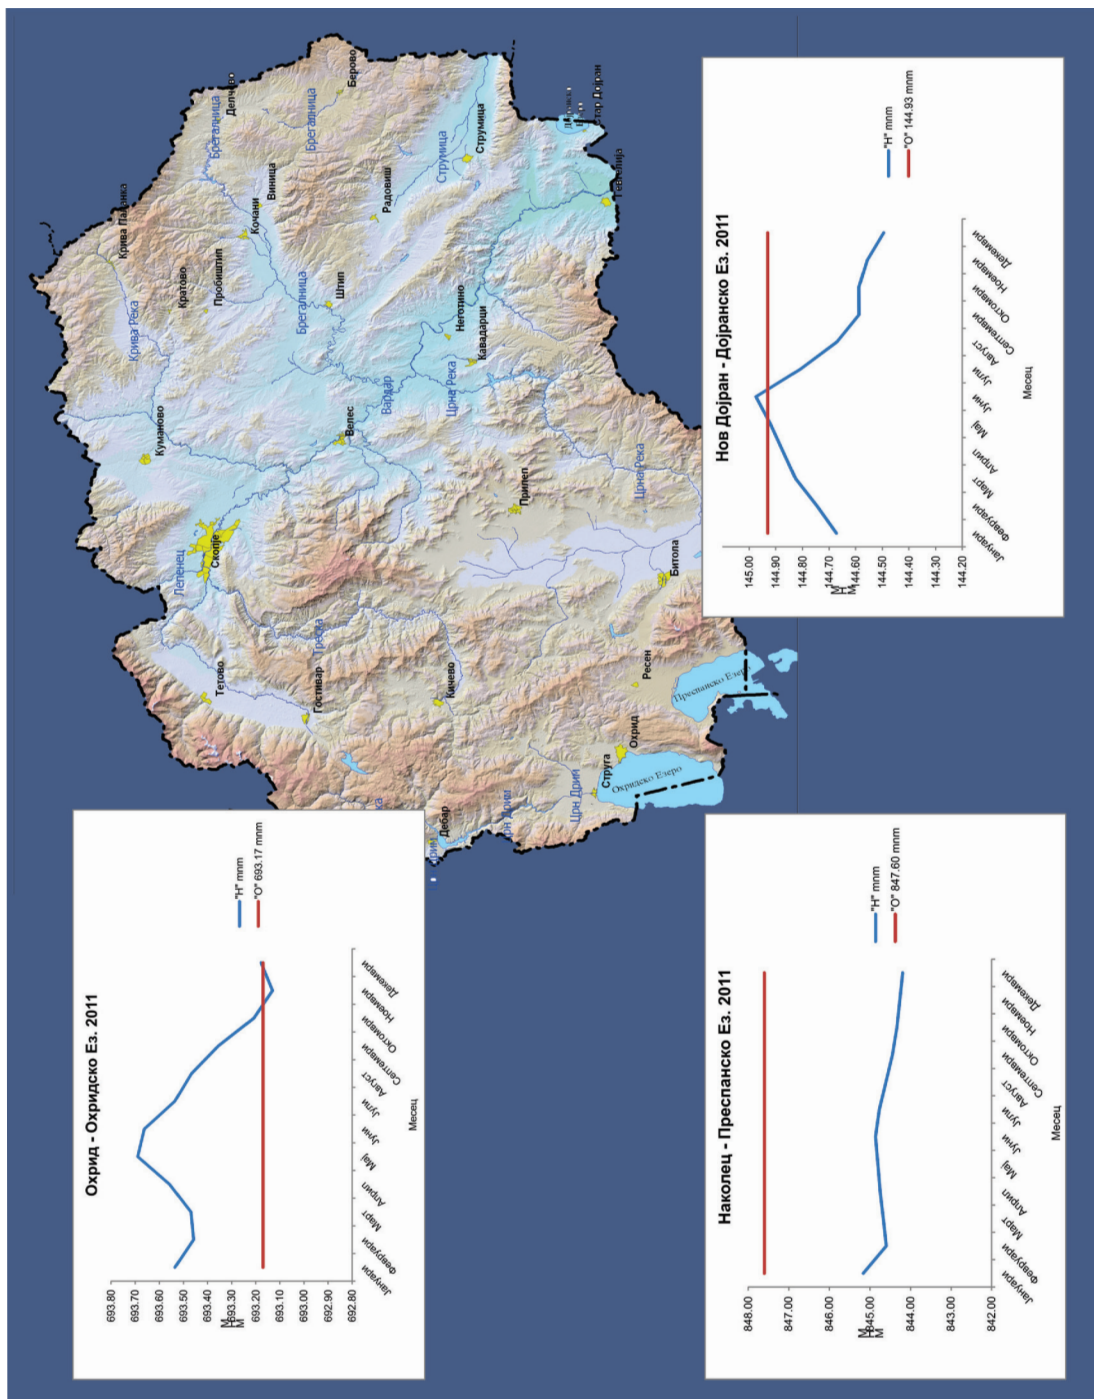 Охрид - Охридско Ез. 2011
693.80
693.70
693.60
693.50
693.40
693.30
693.20
693.10
693.00
692.90
692.80
М
Н
М
Јануари
Февруари
Март
Април
Мај
Јуни
Јули
Август
Септември
Октомври
Ноември
Декември
Месец
"Н" mnm
"О" 693.17 mnm
Наколец - Преспанско Ез. 2011
848.00
847.00
846.00
845.00
844.00
843.00
842.00
М
Н
М
Јануари
Февруари
Март
Април
Мај
Јуни
Јули
Август
Септември
Октомври
Ноември
Декември
Месец
"Н" mnm
"О" 847.60 mnm
Нов Дојран - Дојранско Ез. 2011
145.00
144.90
144.80
144.70
144.60
144.50
144.40
144.30
144.20
М
Н
М
Јануари
Февруари
Март
Април
Мај
Јуни
Јули
Август
Септември
Октомври
Ноември
Декември
Месец
"Н" mnm
"О" 144.93 mnm
Лепенец
Скопје
Тетово
Гостивар
Треска
Кичево
Дебар
Црн Дрим
Струга
Охрид
Охридско Езеро
Ресен
Преспанско Езеро
Битола
Прилеп
Црна Река
Куманово
Крива Река
Крива Паланка
Кратово
Пробиштип
Кочани
Виница
Брегалница
Делчево
Брегалница
Берово
Брегалница
Штип
Велес
Вардар
Црна Река
Неготино
Кавадарци
Радовиш
Струмица
Струмица
Гевгелија
Стар Дојран